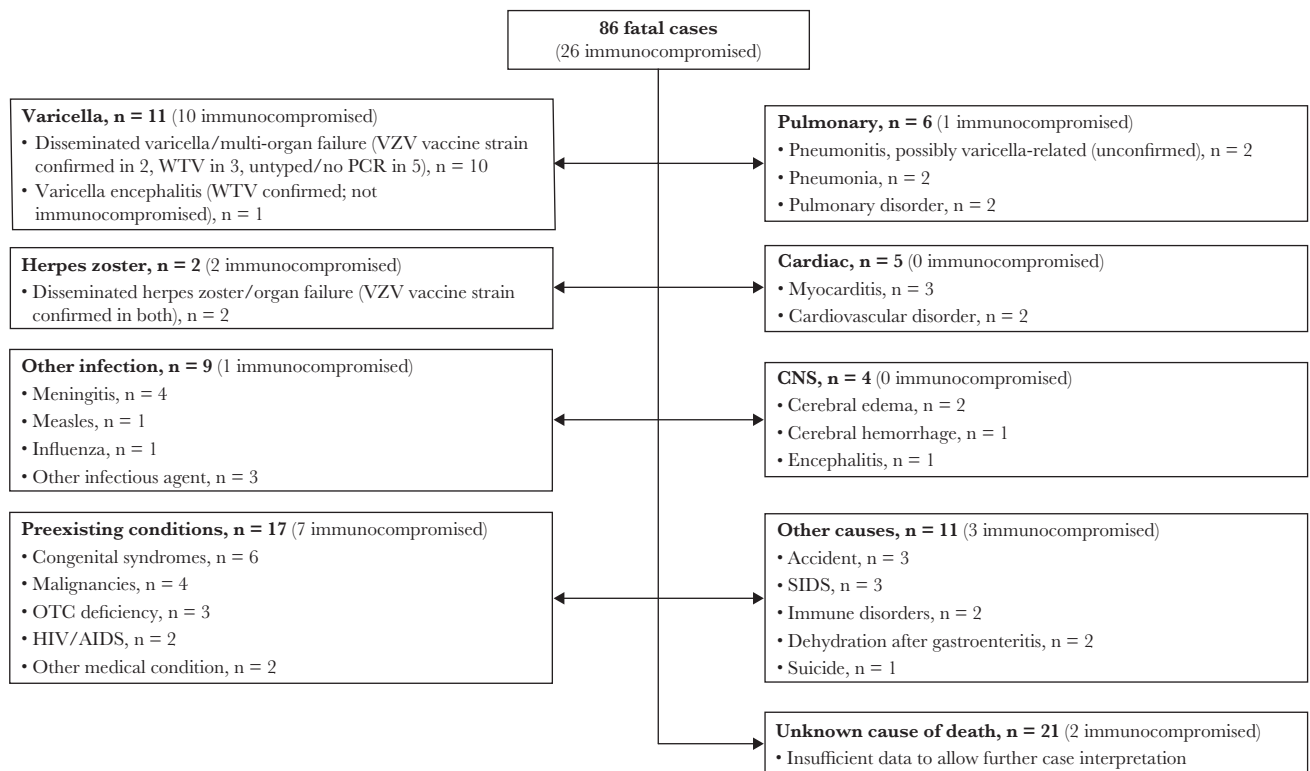 86 fatal cases
(26 immunocompromised)
Varicella, n = 11 (10 immunocompromised)
• Disseminated varicella/multi-organ failure (VZV vaccine strain
confirmed in 2, WTV in 3, untyped/no PCR in 5), n = 10
• Varicella encephalitis (WTV confirmed; not
immunocompromised), n = 1
Herpes zoster, n = 2 (2 immunocompromised)
• Disseminated herpes zoster/organ failure (VZV vaccine strain
confirmed in both), n = 2
Other infection, n = 9 (1 immunocompromised)
• Meningitis, n = 4
• Measles, n = 1
• Influenza, n = 1
• Other infectious agent, n = 3
Preexisting conditions, n = 17 (7 immunocompromised)
• Congenital syndromes, n = 6
• Malignancies, n = 4
• OTC deficiency, n = 3
• HIV/AIDS, n = 2
• Other medical condition, n = 2
Pulmonary, n = 6 (1 immunocompromised)
• Pneumonitis, possibly varicella-related (unconfirmed), n = 2
• Pneumonia, n = 2
• Pulmonary disorder, n = 2
Cardiac, n = 5 (0 immunocompromised)
• Myocarditis, n = 3
• Cardiovascular disorder, n = 2
CNS, n = 4 (0 immunocompromised)
• Cerebral edema, n = 2
• Cerebral hemorrhage, n = 1
• Encephalitis, n = 1
Other causes, n = 11 (3 immunocompromised)
• Accident, n = 3
• SIDS, n = 3
• Immune disorders, n = 2
• Dehydration after gastroenteritis, n = 2
• Suicide, n = 1
Unknown cause of death, n = 21 (2 immunocompromised)
• Insufficient data to allow further case interpretation